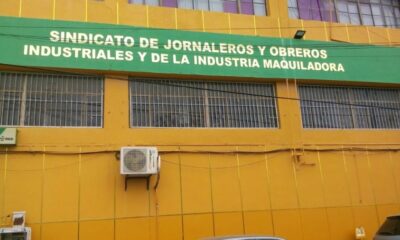 SINDICATO DE JORNALEROS Y OBREROS
INDUSTRIALES Y DE LA INDUSTRIA MAQUILADORA